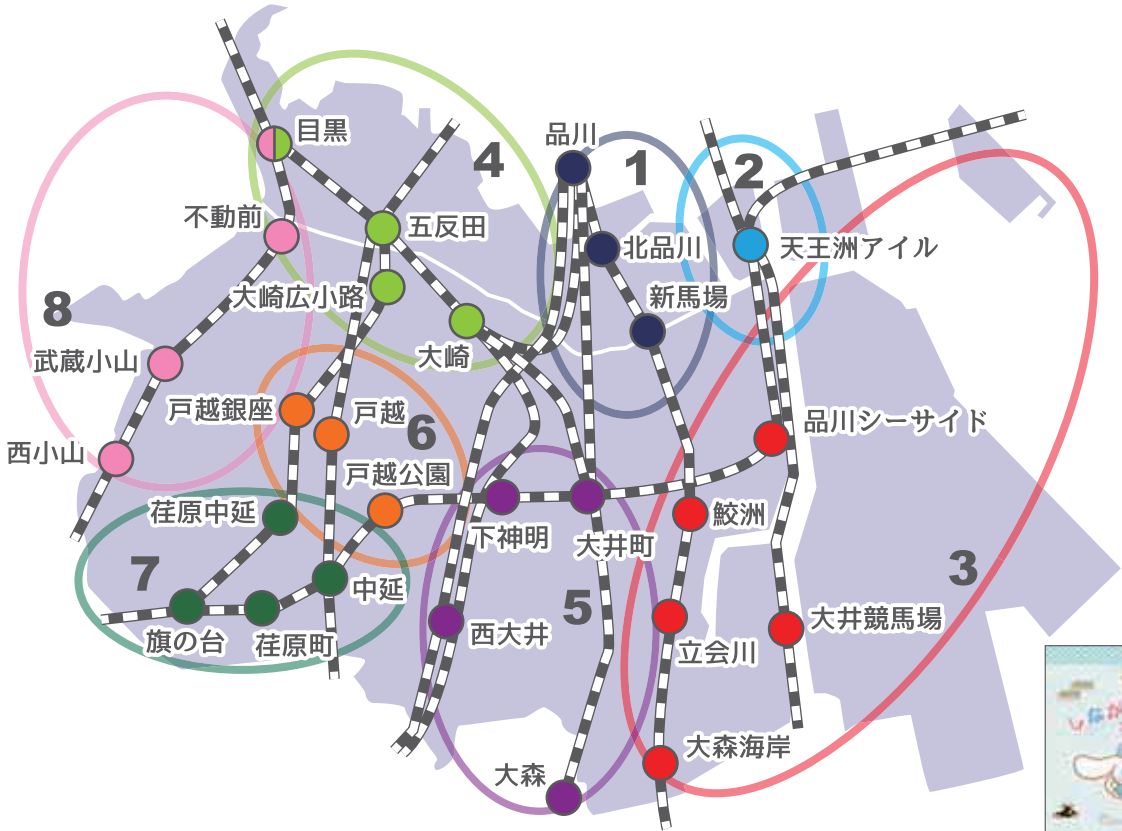 目黒
4
品川
1
2
不動前
五反田
北品川
天王洲アイル
大崎広小路
新馬場
8
大崎
武蔵小山
戸越銀座
戸越
6
品川シーサイド
西小山
戸越公園
荏原中延
下神明
大井町
鮫洲
7
中延
3
5
旗の台
荏原町
西大井
立会川
大井競馬場
大森海岸
大森
しなが